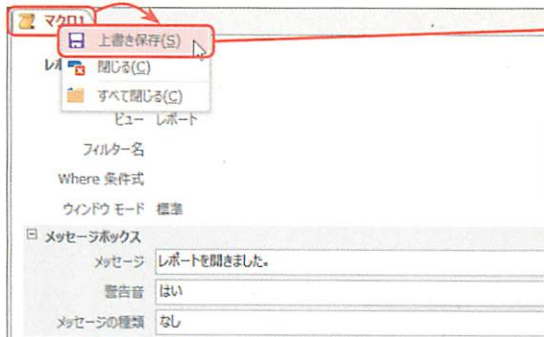 マクロ1
上書き保存(S)
閉じる(C)
すべて閉じる(C)
ビュー レポート
フィルター名
Where 条件式
ウィンドウ モード 標準
メッセージボックス
メッセージ レポートを開きました。
警告音 はい
メッセージの種類 なし